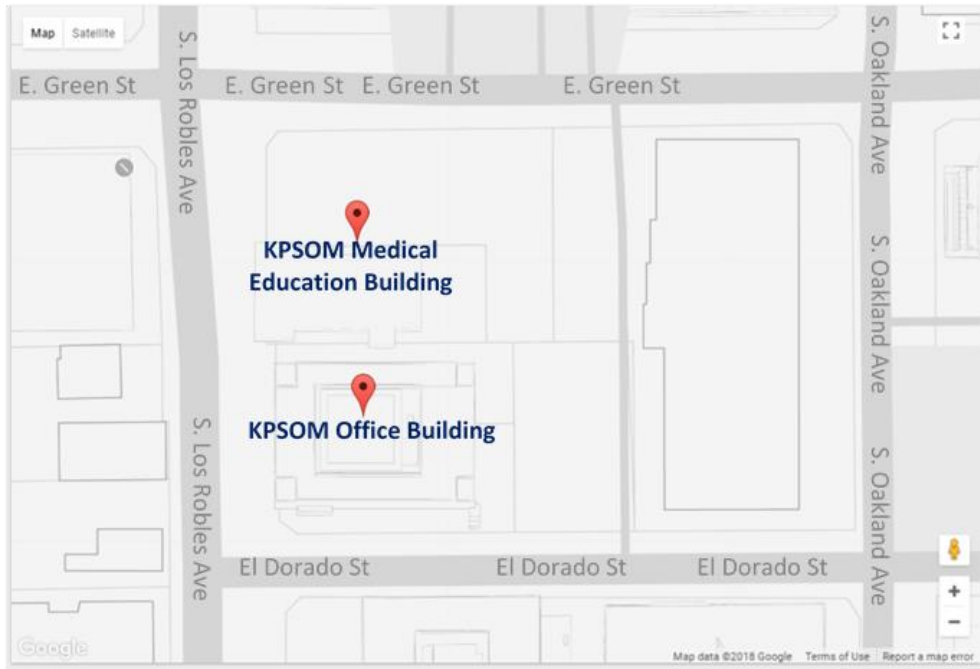 Map Satellite
E. Green St
E. Green St
E. Green St
E. Green St
S. Los Robles Ave
S. Oakland Ave
KPSOM Medical
Education Building
S. Oakland Ave
KPSOM Office Building
S. Los Robles Ave
S. Oakland Ave
El Dorado St
El Dorado St
El Dorado St
+
−
Google
Map data ©2018 Google Terms of Use Report a map error